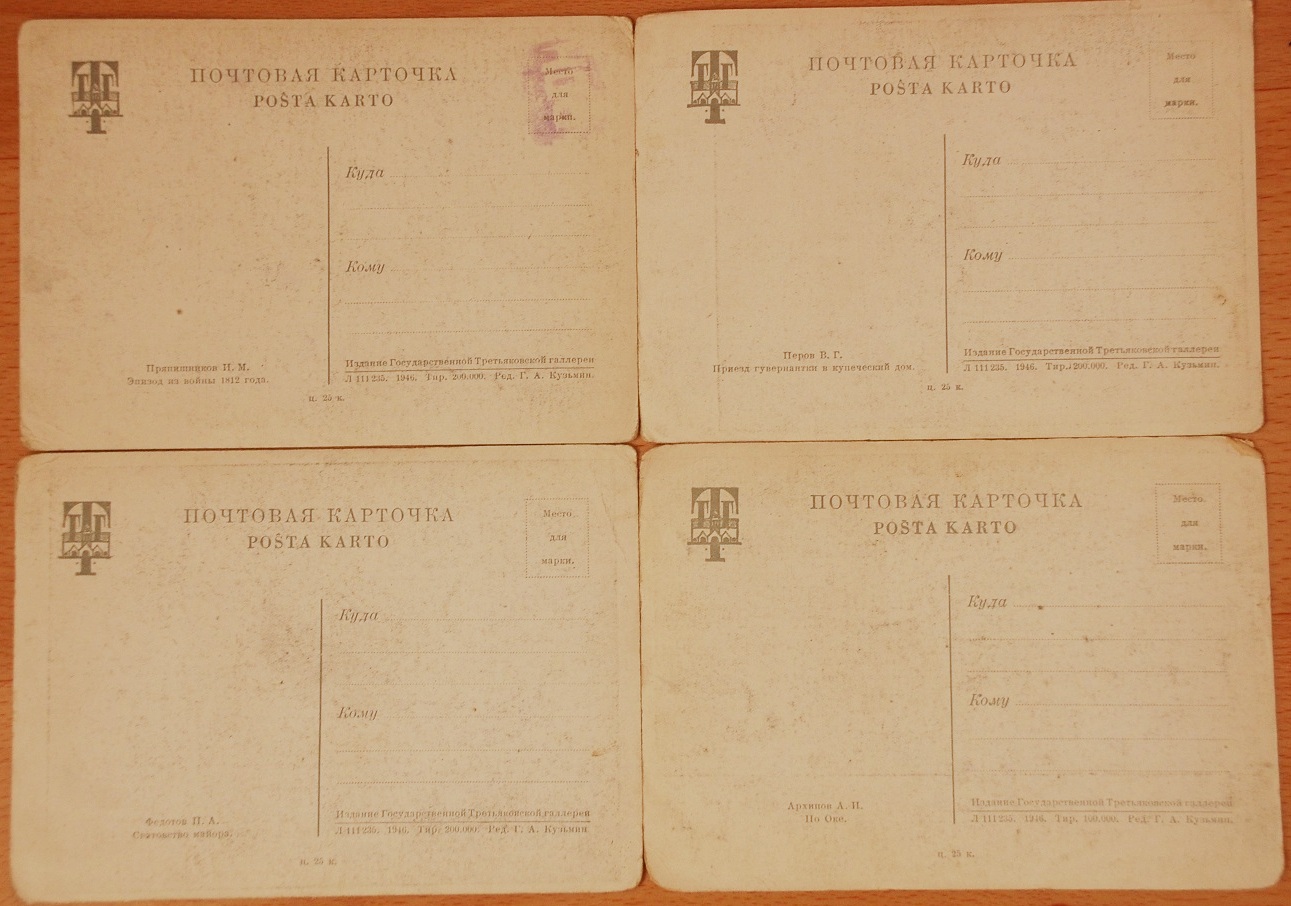 ПОЧТОВАЯ КАРТОЧКА
POŜTA KARTO
Место
для
марки.
Куда
Кому
Прянишников И. М.
Эпизод из войны 1812 года.
Издание Государственной Третьяковской галлереи
Л 111235. 1946. Тир. 200.000. Ред. Г. А. Кузьмин.
ц. 25 к.
ПОЧТОВАЯ КАРТОЧКА
POŜTA KARTO
Место
для
марки.
Куда
Кому
Перов В. Г.
Приезд гувернантки в купеческий дом.
Издание Государственной Третьяковской галлереи
Л 111235. 1946. Тир. 200.000. Ред. Г. А. Кузьмин.
ц. 25 к.
ПОЧТОВАЯ КАРТОЧКА
POŜTA KARTO
Место
для
марки.
Куда
Кому
Федотов П. А.
Сватовство майора.
Издание Государственной Третьяковской галлереи
Л 111235. 1946. Тир. 200.000. Ред. Г. А. Кузьмин.
ц. 25 к.
ПОЧТОВАЯ КАРТОЧКА
POŜTA KARTO
Место
для
марки.
Куда
Кому
Архипов А. И.
По Оке.
Издание Государственной Третьяковской галлереи
Л 111235. 1946. Тир. 100.000. Ред. Г. А. Кузьмин.
ц. 25 к.